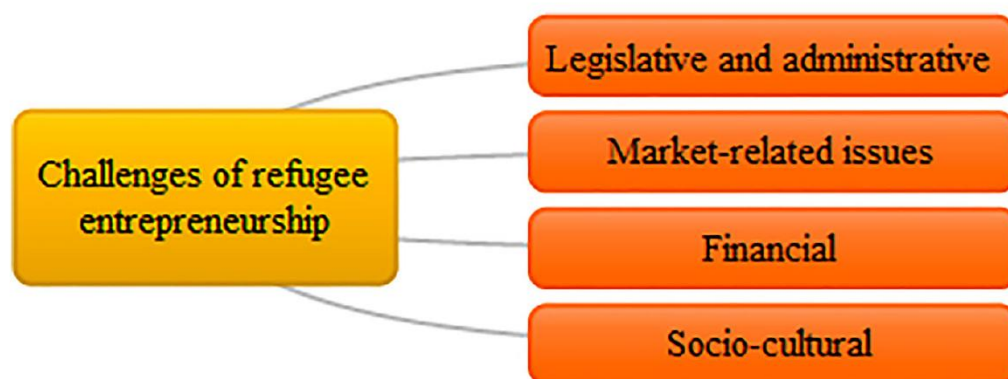 Challenges of refugee
entrepreneurship
Legislative and administrative
Market-related issues
Financial
Socio-cultural